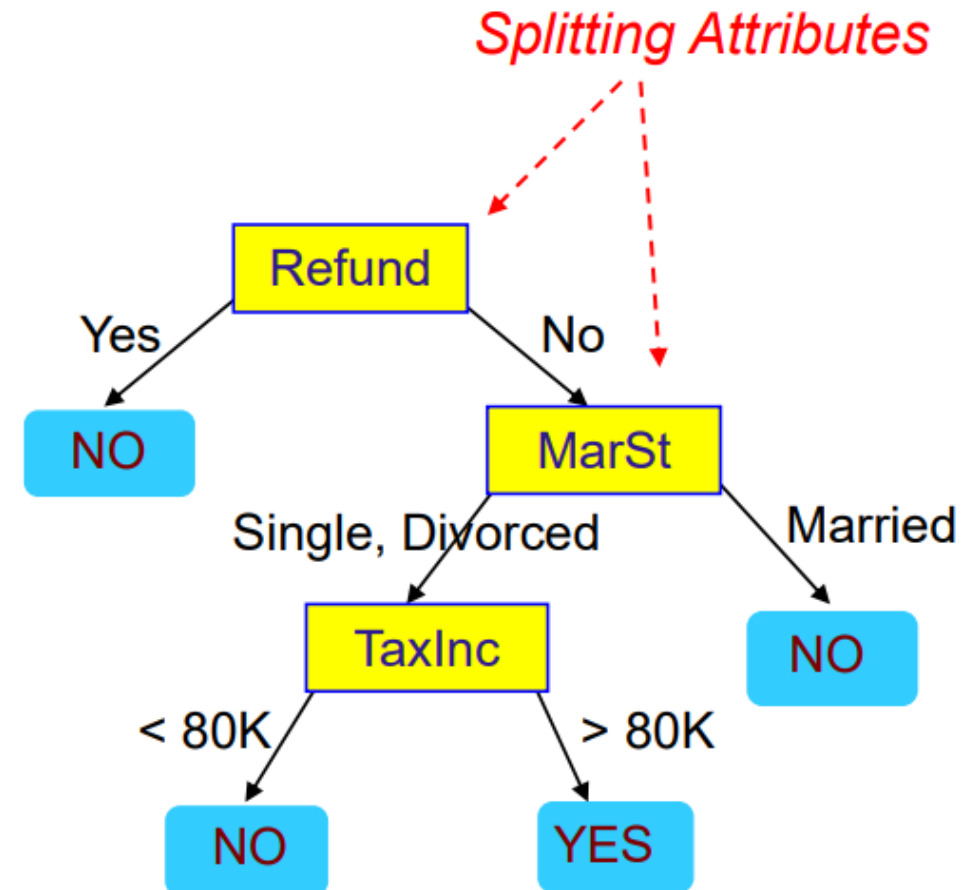 Splitting Attributes
Refund
Yes
No
NO
MarSt
Single, Divorced
Married
TaxInc
NO
< 80K
> 80K
NO
YES